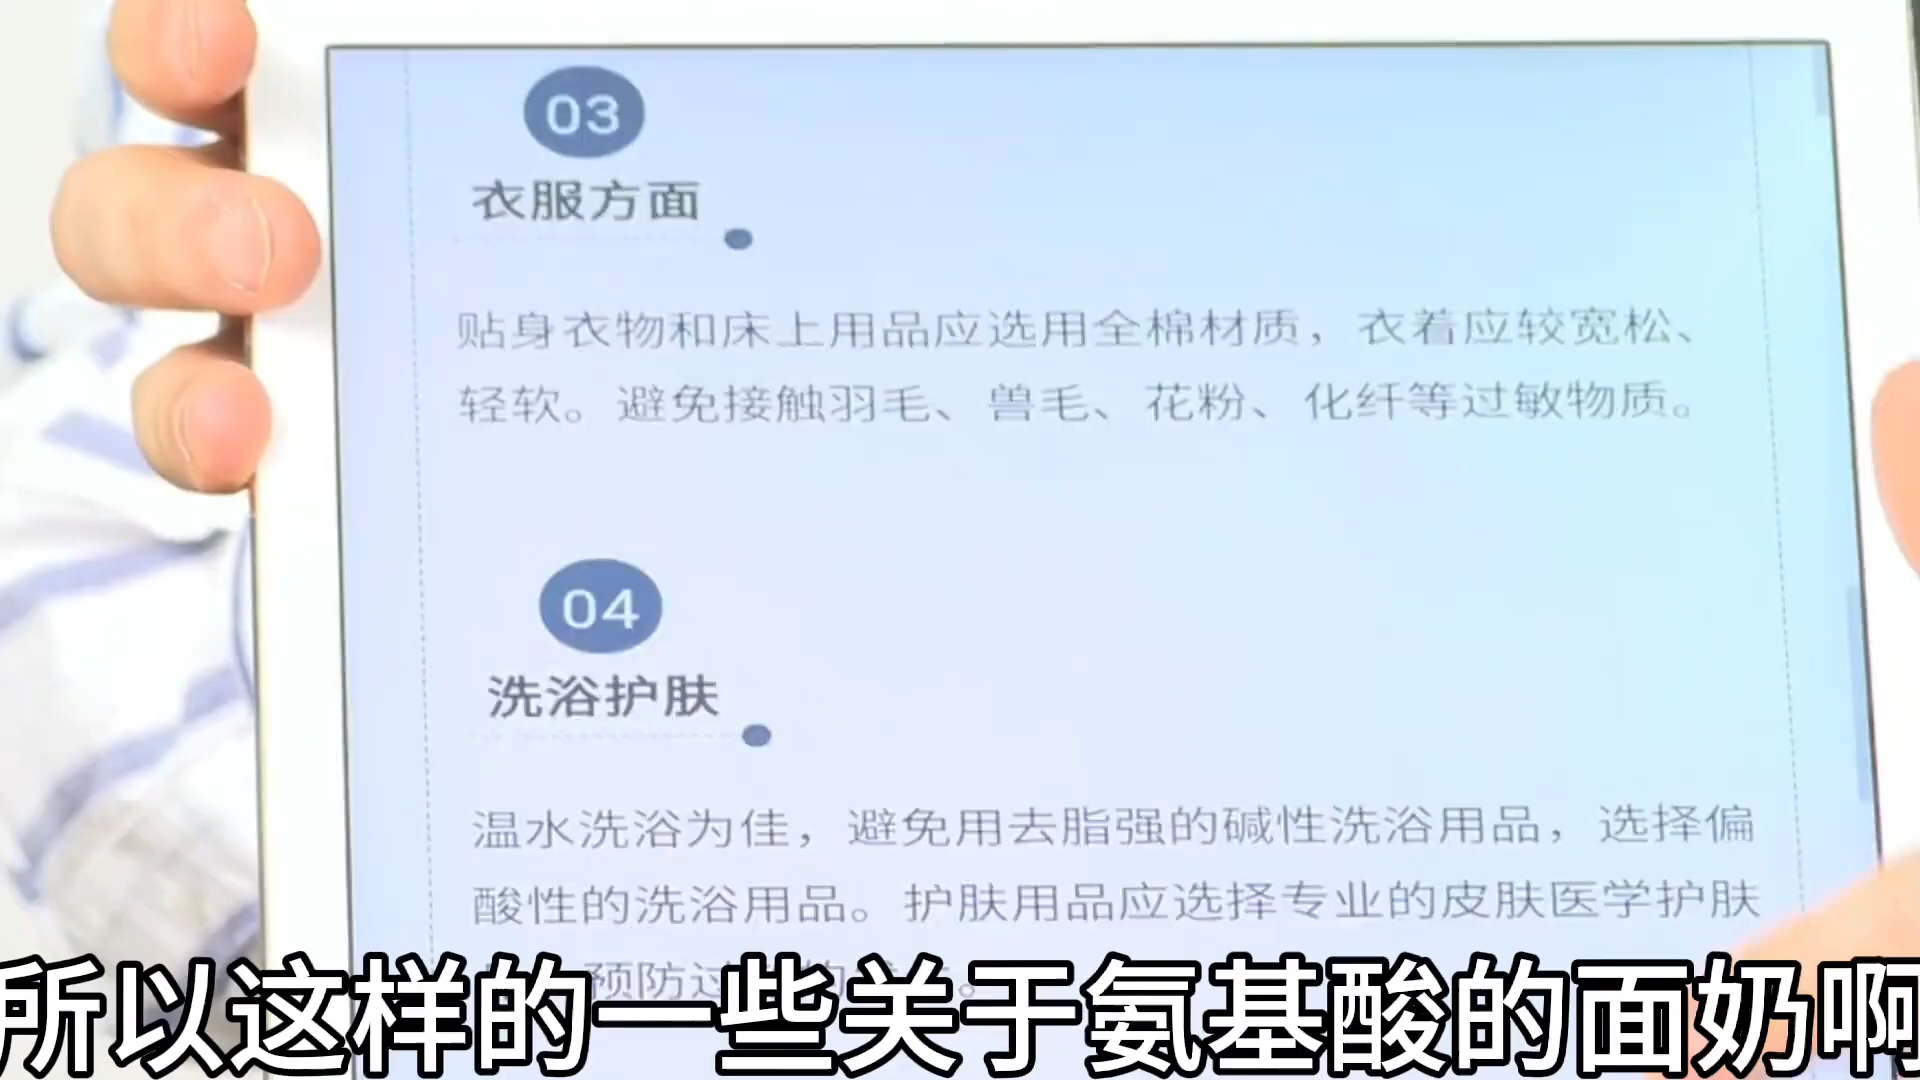 03
衣服方面
贴身衣物和床上用品应选用全棉材质，衣着应较宽松、
轻软。避免接触羽毛、兽毛、花粉、化纤等过敏物质。
04
洗浴护肤
温水洗浴为佳，避免用去脂强的碱性洗浴用品，选择偏
酸性的洗浴用品。护肤用品应选择专业的皮肤医学护肤
预防过
所以这样的一些关于氨基酸的面奶啊